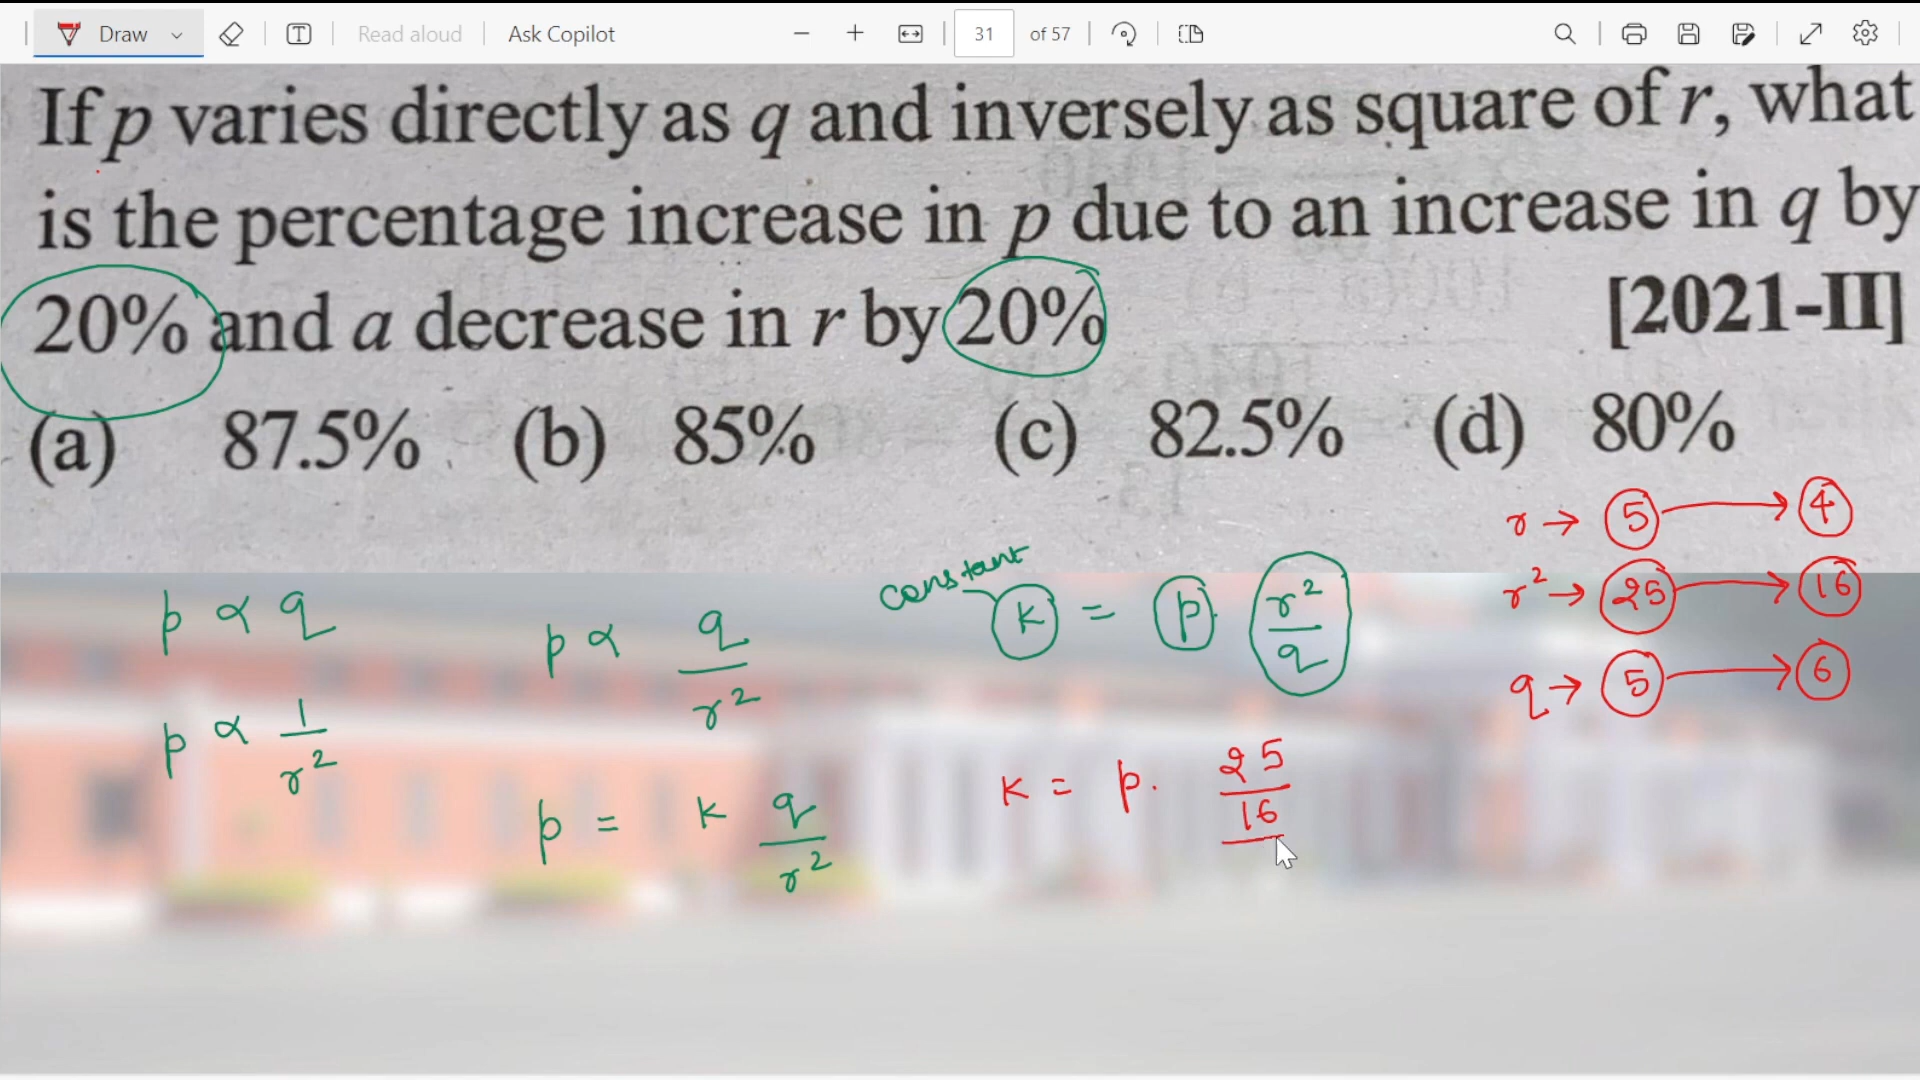 Draw
Read aloud
Ask Copilot
31 of 57
If p varies directly as q and inversely as square of r, what
is the percentage increase in p due to an increase in q by
20% and a decrease in r by 20% [2021-II]
(a) 87.5% (b) 85% (c) 82.5% (d) 80%
p ∝ q
p ∝ 1/r²
p ∝ q/r²
p = k q/r²
constant
k = p. r²/q
k = p. 25/16
r → 5 → 4
r² → 25 → 16
q → 5 → 6